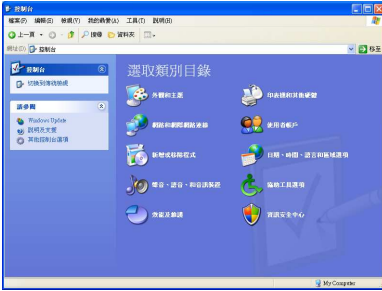 控制台
檔案(F) 編輯(E) 檢視(V) 我的最愛(A) 工具(T) 說明(H)
上一頁 搜尋 資料夾
網址(D) 控制台 移至
控制台
切換到傳統檢視
請參閱
Windows Update
說明及支援
其他控制台選項
選取類別目錄
外觀和主題
印表機和其他硬體
網路和網際網路連線
使用者帳戶
新增或移除程式
日期、時間、語言和區域選項
聲音、語音、和音訊裝置
協助工具選項
效能及維護
資訊安全中心
My Computer